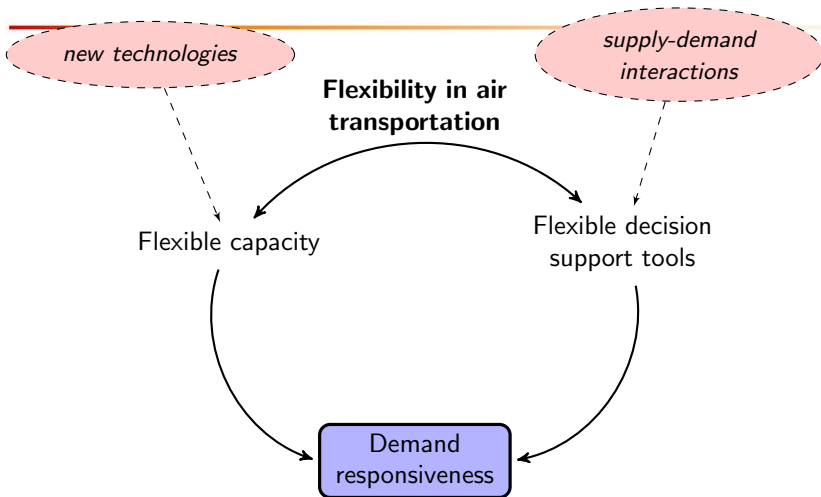 new technologies
supply-demand
interactions
Flexibility in air
transportation
Flexible capacity
Flexible decision
support tools
Demand
responsiveness